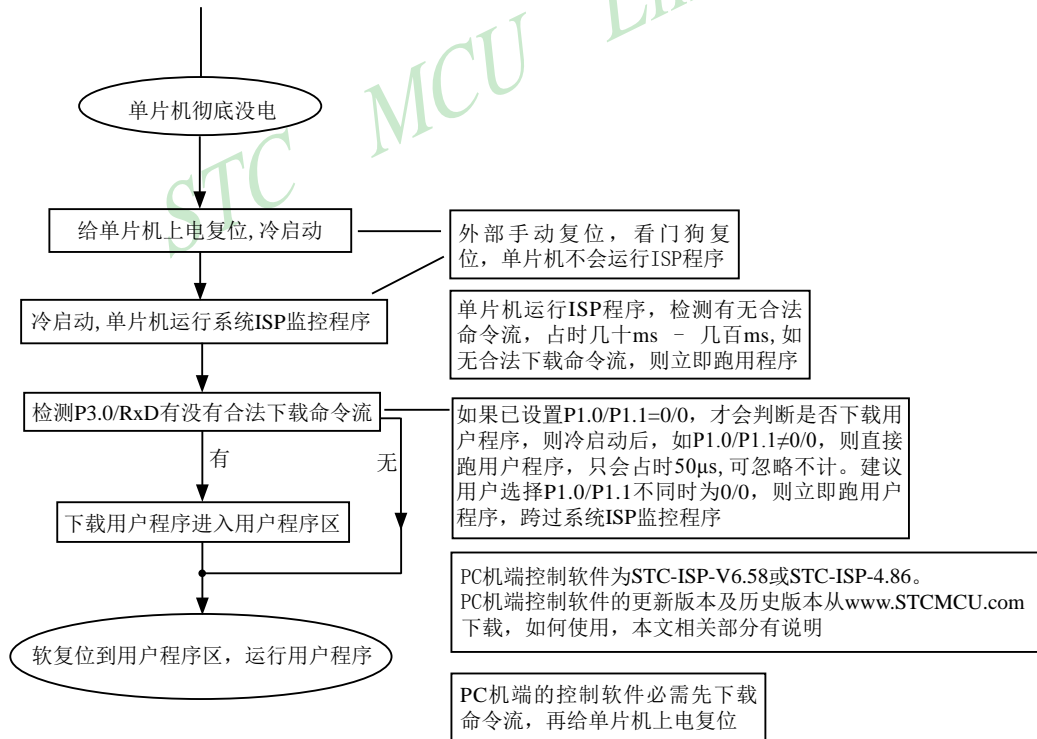 STC MCU Lim
单片机彻底没电
给单片机上电复位,冷启动
外部手动复位，看门狗复
位，单片机不会运行ISP程序
冷启动,单片机运行系统ISP监控程序
单片机运行ISP程序，检测有无合法
命令流，占时几十ms - 几百ms,如
无合法下载命令流，则立即跑用程序
检测P3.0/RxD有没有合法下载命令流
如果已设置P1.0/P1.1=0/0，才会判断是否下载用
户程序，则冷启动后，如P1.0/P1.1≠0/0，则直接
跑用户程序，只会占时50μs,可忽略不计。建议
用户选择P1.0/P1.1不同时为0/0，则立即跑用户
程序，跨过系统ISP监控程序
有
无
下载用户程序进入用户程序区
PC机端控制软件为STC-ISP-V6.58或STC-ISP-4.86。
PC机端控制软件的更新版本及历史版本从www.STCMCU.com
下载，如何使用，本文相关部分有说明
软复位到用户程序区，运行用户程序
PC机端的控制软件必需先下载
命令流，再给单片机上电复位